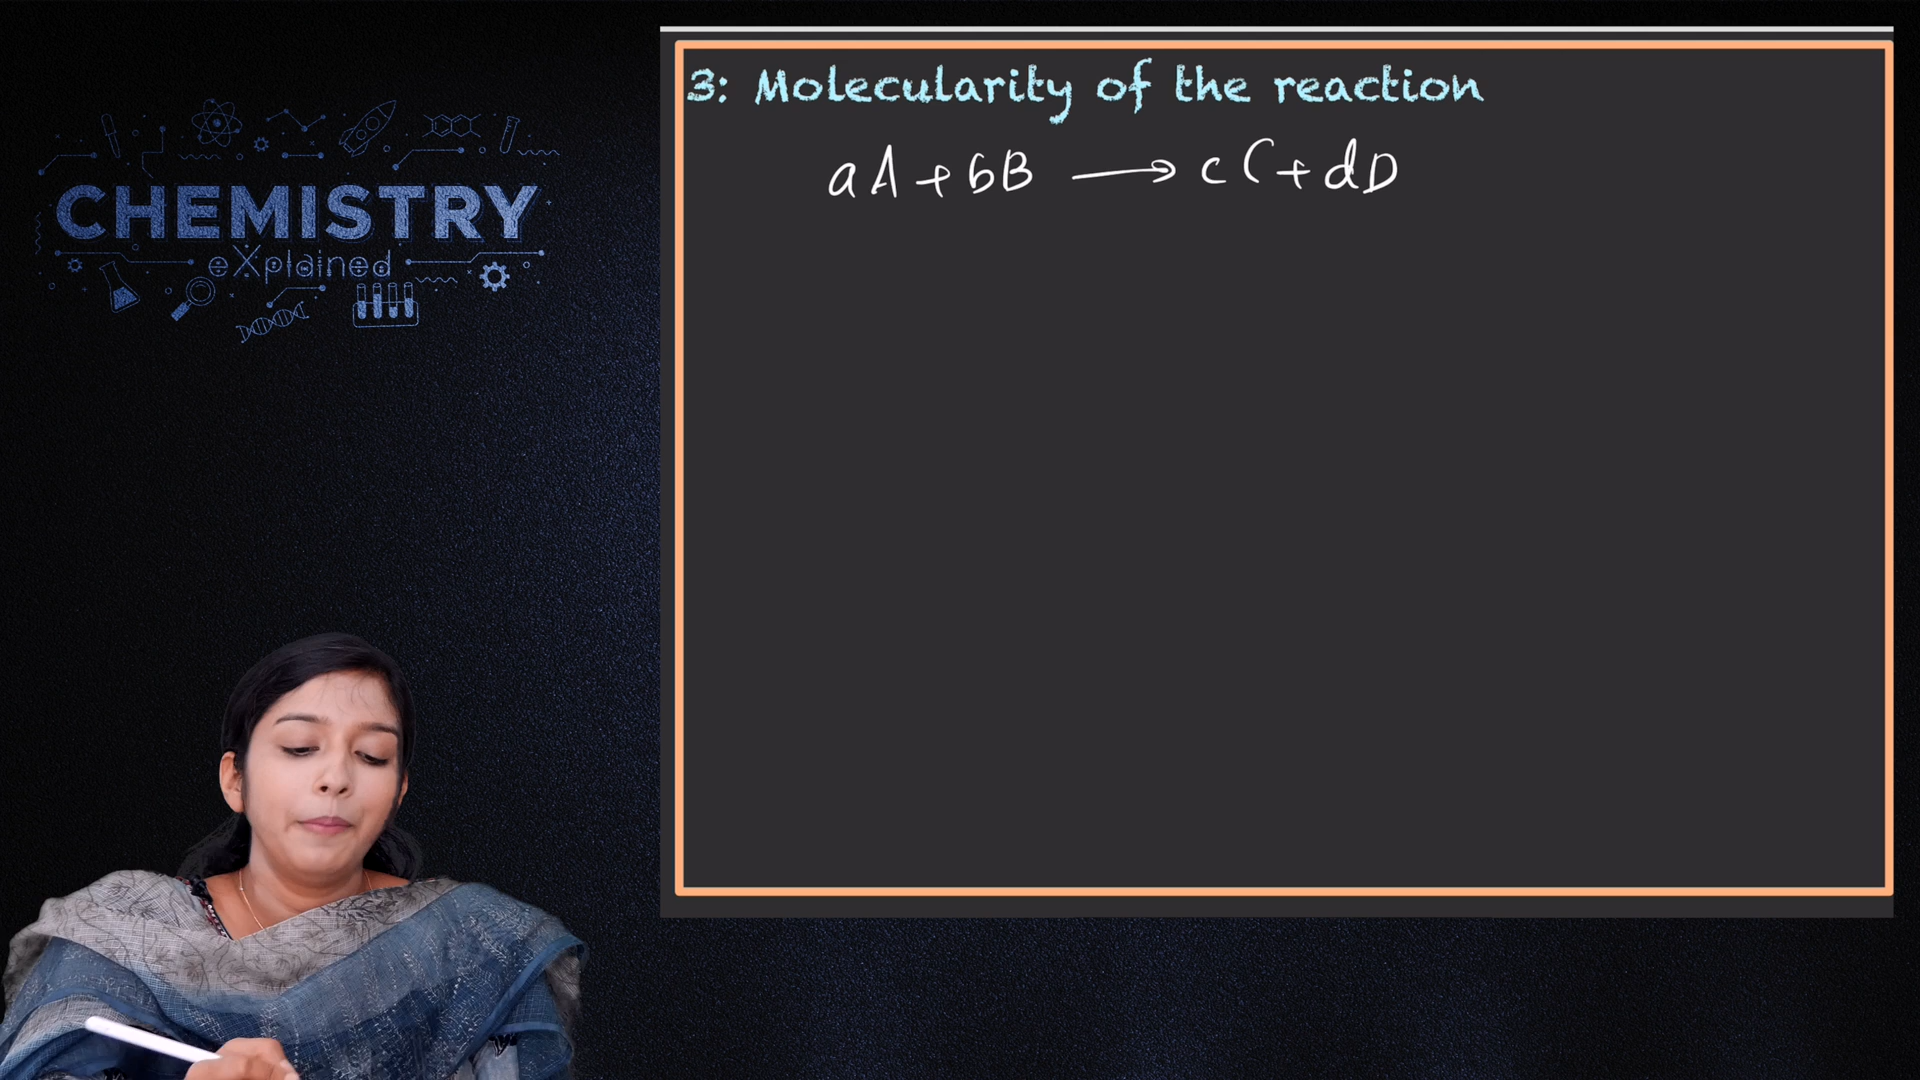 CHEMISTRY
eXplained
3: Molecularity of the reaction
aA + bB ⟶ cC + dD